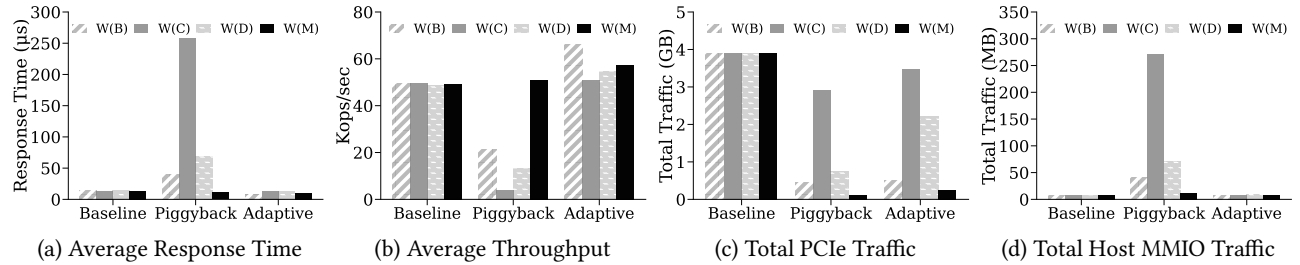 Response Time (µs)
300
250
200
150
100
50
0
W(B) W(C) W(D) W(M)
Baseline Piggyback Adaptive
(a) Average Response Time
Kops/sec
80
60
40
20
0
W(B) W(C) W(D) W(M)
Baseline Piggyback Adaptive
(b) Average Throughput
Total Traffic (GB)
5
4
3
2
1
0
W(B) W(C) W(D) W(M)
Baseline Piggyback Adaptive
(c) Total PCIe Traffic
Total Traffic (MB)
350
300
250
200
150
100
50
0
W(B) W(C) W(D) W(M)
Baseline Piggyback Adaptive
(d) Total Host MMIO Traffic